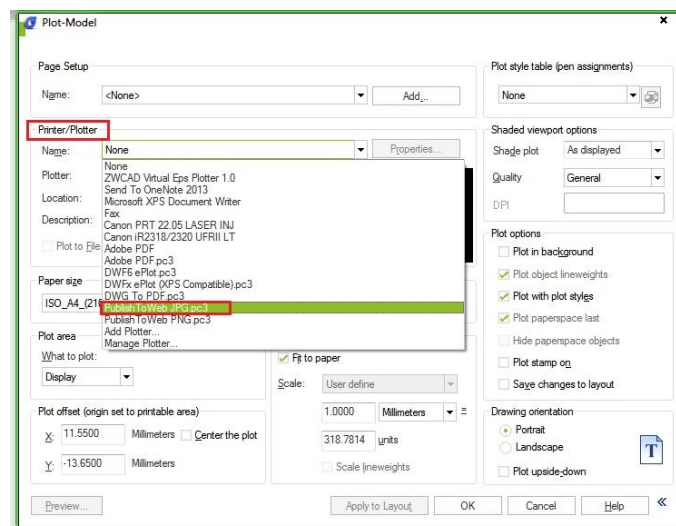 Plot-Model
Page Setup
Name: <None> Add...
Plot style table (pen assignments)
None
Printer/Plotter
Name: None Properties...
Plotter:
Location:
Description:
Plot to File
None
ZWCAD Virtual Eps Plotter 1.0
Send To OneNote 2013
Microsoft XPS Document Writer
Fax
Canon PRT 22.05 LASER INJ
Canon iR2318/2320 UFRII LT
Adobe PDF
Adobe PDF.pc3
DWF6 ePlot.pc3
DWFx ePlot (XPS Compatible).pc3
DWG To PDF.pc3
PublishToWeb JPG.pc3
PublishToWeb PNG.pc3
Add Plotter...
Manage Plotter...
Shaded viewport options
Shade plot As displayed
Quality General
DPI
Plot options
Plot in background
Plot object lineweights
Plot with plot styles
Plot paperspace last
Hide paperspace objects
Plot stamp on
Save changes to layout
Paper size
ISO_A4_(210
Plot area
What to plot:
Display
Fit to paper
Scale: User define
1.0000 Millimeters =
318.7814 units
Scale lineweights
Plot offset (origin set to printable area)
X: 11.5500 Millimeters Center the plot
Y: -13.6500 Millimeters
Drawing orientation
Portrait
Landscape
Plot upside-down
T
Preview... Apply to Layout OK Cancel Help